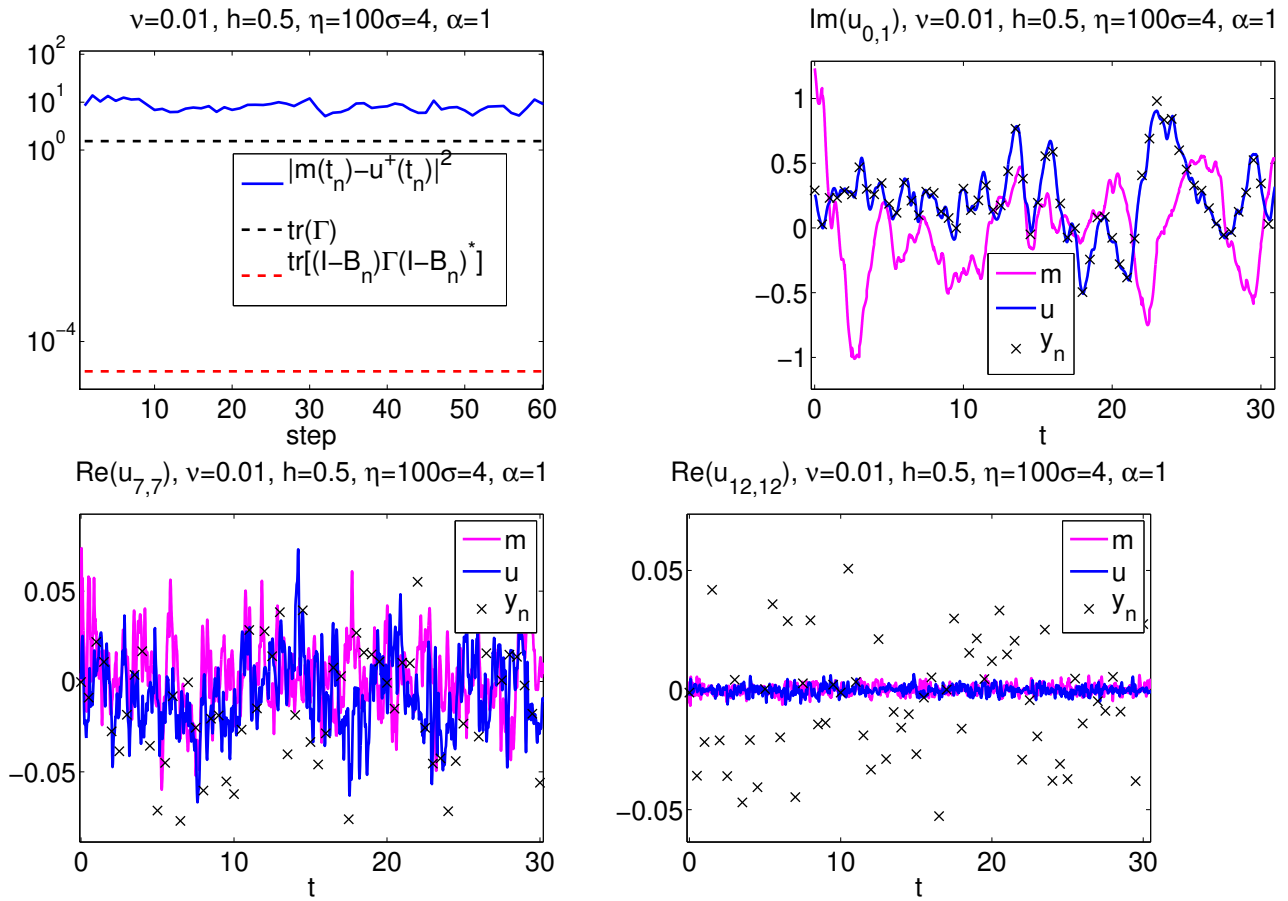 ν=0.01, h=0.5, η=100σ=4, α=1
10^2
10^1
10^0
10^−4
|m(t_n)−u^+(t_n)|^2
tr(Γ)
tr[(I−B_n)Γ(I−B_n)^*]
10 20 30 40 50 60
step
Im(u_{0,1}), ν=0.01, h=0.5, η=100σ=4, α=1
1
0.5
0
−0.5
−1
m
u
y_n
0 10 20 30
t
Re(u_{7,7}), ν=0.01, h=0.5, η=100σ=4, α=1
0.05
0
−0.05
m
u
y_n
0 10 20 30
t
Re(u_{12,12}), ν=0.01, h=0.5, η=100σ=4, α=1
0.05
0
−0.05
m
u
y_n
0 10 20 30
t